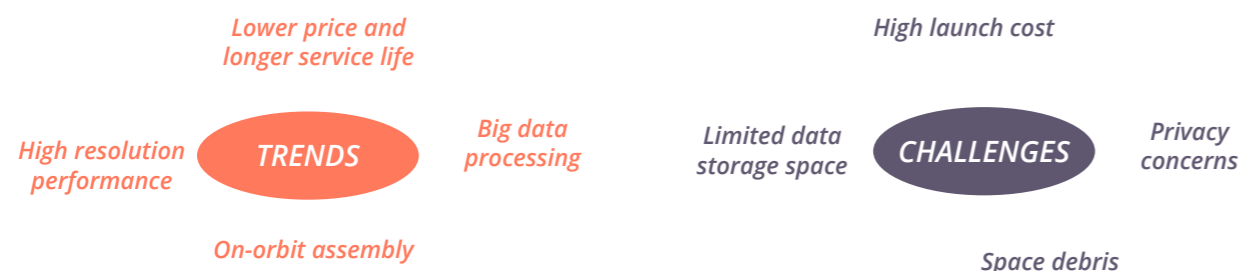 Lower price and
longer service life
High resolution
performance
TRENDS
Big data
processing
On-orbit assembly
High launch cost
Limited data
storage space
CHALLENGES
Privacy
concerns
Space debris